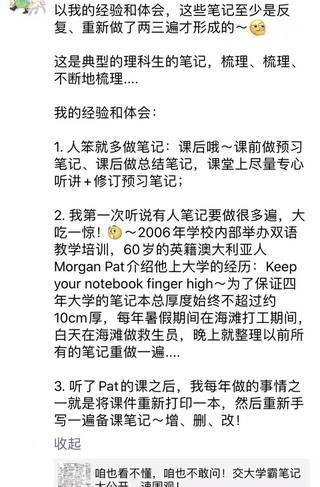 以我的经验和体会，这些笔记至少是反
复、重新做了两三遍才形成的～
这是典型的理科生的笔记，梳理、梳理、
不断地梳理....
我的经验和体会：
1. 人笨就多做笔记：课后哦～课前做预习
笔记、课后做总结笔记，课堂上尽量专心
听讲+修订预习笔记；
2. 我第一次听说有人笔记要做很多遍，大
吃一惊！～2006年学校内部举办双语
教学培训，60岁的英籍澳大利亚人
Morgan Pat介绍他上大学的经历：Keep
your notebook finger high～为了保证四
年大学的笔记本总厚度始终不超过约
10cm厚，每年暑假期间在海滩打工期间，
白天在海滩做救生员，晚上就整理以前所
有的笔记重做一遍....
3. 听了Pat的课之后，我每年做的事情之
一就是将课件重新打印一本，然后重新手
写一遍备课笔记～增、删、改！
收起
咱也看不懂，咱也不敢问！交大学霸笔记
大公开，速围观！